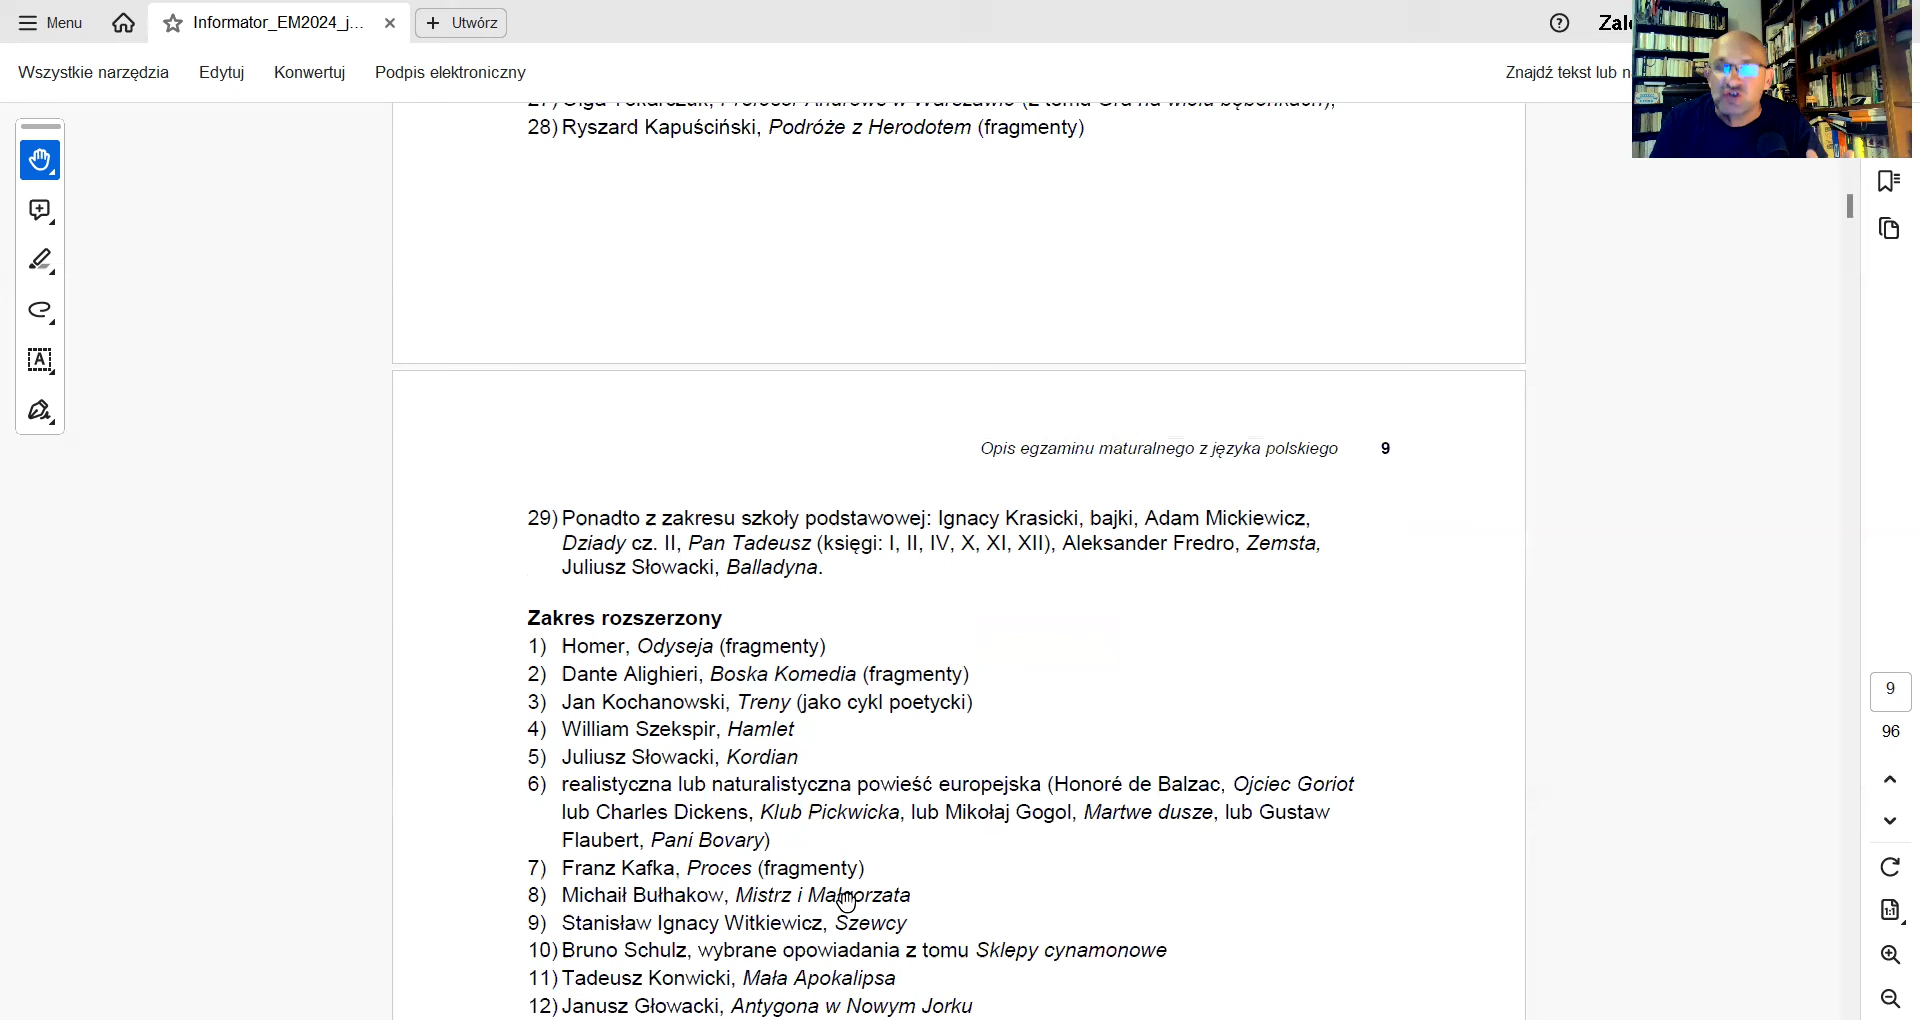 Menu
Informator_EM2024_j...
Utwórz
Wszystkie narzędzia
Edytuj
Konwertuj
Podpis elektroniczny
Znajdź tekst lub n
28) Ryszard Kapuściński, Podróże z Herodotem (fragmenty)
Opis egzaminu maturalnego z języka polskiego 9
29) Ponadto z zakresu szkoły podstawowej: Ignacy Krasicki, bajki, Adam Mickiewicz,
Dziady cz. II, Pan Tadeusz (księgi: I, II, IV, X, XI, XII), Aleksander Fredro, Zemsta,
Juliusz Słowacki, Balladyna.
Zakres rozszerzony
1) Homer, Odyseja (fragmenty)
2) Dante Alighieri, Boska Komedia (fragmenty)
3) Jan Kochanowski, Treny (jako cykl poetycki)
4) William Szekspir, Hamlet
5) Juliusz Słowacki, Kordian
6) realistyczna lub naturalistyczna powieść europejska (Honoré de Balzac, Ojciec Goriot
lub Charles Dickens, Klub Pickwicka, lub Mikołaj Gogol, Martwe dusze, lub Gustaw
Flaubert, Pani Bovary)
7) Franz Kafka, Proces (fragmenty)
8) Michaił Bułhakow, Mistrz i Małgorzata
9) Stanisław Ignacy Witkiewicz, Szewcy
10) Bruno Schulz, wybrane opowiadania z tomu Sklepy cynamonowe
11) Tadeusz Konwicki, Mała Apokalipsa
12) Janusz Głowacki, Antygona w Nowym Jorku
9
96